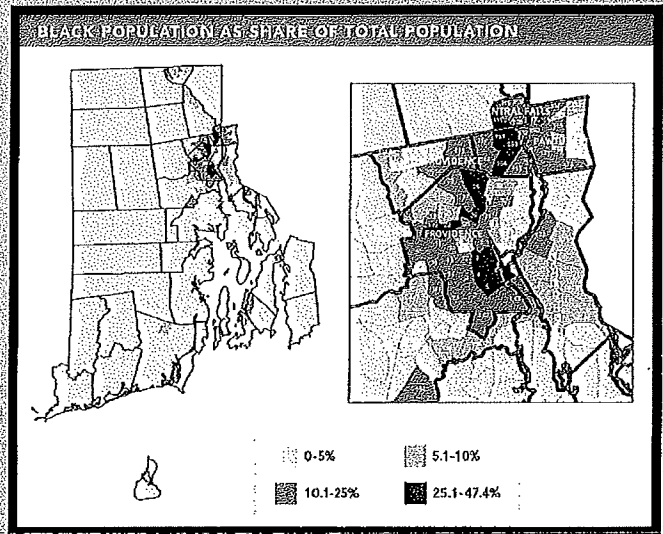 BLACK POPULATION AS SHARE OF TOTAL POPULATION
PROVIDENCE
0-5%
5.1-10%
10.1-25%
25.1-47.4%